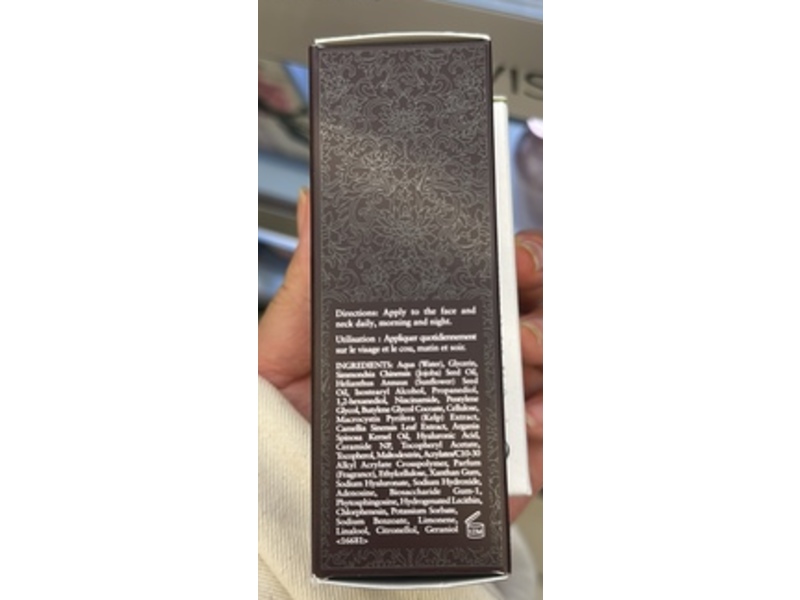 VIS
Directions: Apply to the face and
neck daily, morning and night.
Utilisation : Appliquer quotidiennement
sur le visage et le cou, matin et soir.
INGREDIENTS: Aqua (Water), Glycerin,
Simmondsia Chinensis (Jojoba) Seed Oil,
Helianthus Annuus (Sunflower) Seed
Oil, Isostearyl Alcohol, Propanediol,
1,2-hexanediol, Niacinamide, Pentylene
Glycol, Butylene Glycol Cocoate, Cellulose,
Macrocystis Pyrifera (Kelp) Extract,
Camellia Sinensis Leaf Extract, Argania
Spinosa Kernel Oil, Hyaluronic Acid,
Ceramide NP, Tocopheryl Acetate,
Tocopherol, Maltodextrin, Acrylates/C10-30
Alkyl Acrylate Crosspolymer, Parfum
(Fragrance), Ethylcellulose, Xanthan Gum,
Sodium Hyaluronate, Sodium Hydroxide,
Adenosine, Biosaccharide Gum-1,
Phytosphingosine, Hydrogenated Lecithin,
Chlorphenesin, Potassium Sorbate,
Sodium Benzoate, Limonene,
Linalool, Citronellol, Geraniol
<16681>
12M